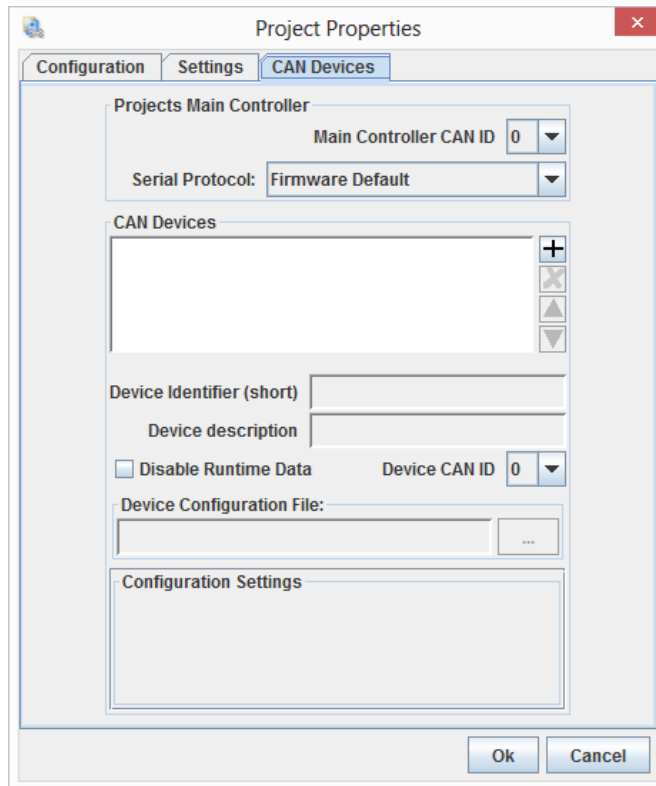 Project Properties
Configuration Settings CAN Devices
Projects Main Controller
Main Controller CAN ID 0
Serial Protocol: Firmware Default
CAN Devices
Device Identifier (short)
Device description
Disable Runtime Data Device CAN ID 0
Device Configuration File:
...
Configuration Settings
Ok Cancel